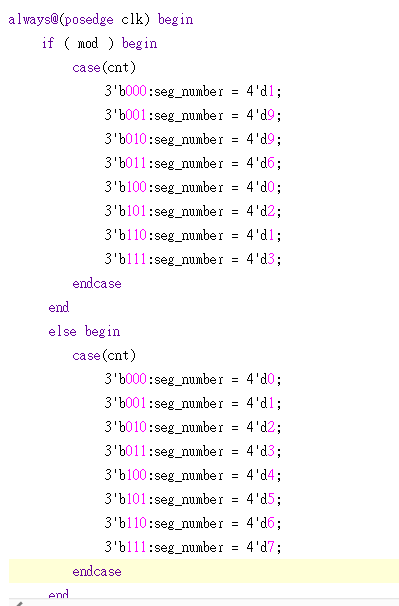 always@(posedge clk) begin
if ( mod ) begin
case(cnt)
3'b000:seg_number = 4'd1;
3'b001:seg_number = 4'd9;
3'b010:seg_number = 4'd9;
3'b011:seg_number = 4'd6;
3'b100:seg_number = 4'd0;
3'b101:seg_number = 4'd2;
3'b110:seg_number = 4'd1;
3'b111:seg_number = 4'd3;
endcase
end
else begin
case(cnt)
3'b000:seg_number = 4'd0;
3'b001:seg_number = 4'd1;
3'b010:seg_number = 4'd2;
3'b011:seg_number = 4'd3;
3'b100:seg_number = 4'd4;
3'b101:seg_number = 4'd5;
3'b110:seg_number = 4'd6;
3'b111:seg_number = 4'd7;
endcase
end